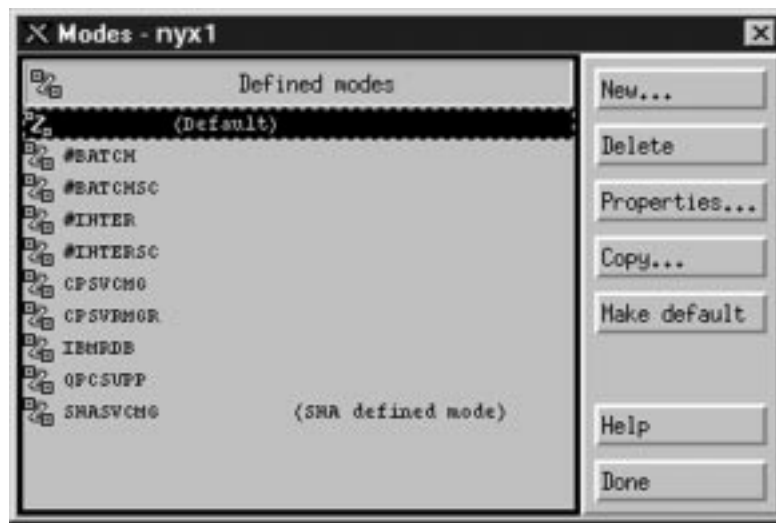 Modes - nyx1
Defined modes
(Default)
#BATCH
#BATCHSC
#INTER
#INTERSC
CPSVCMG
CPSVRMGR
IBMRDB
QPCSUPP
SNASVCMG (SNA defined mode)
New...
Delete
Properties...
Copy...
Make default
Help
Done